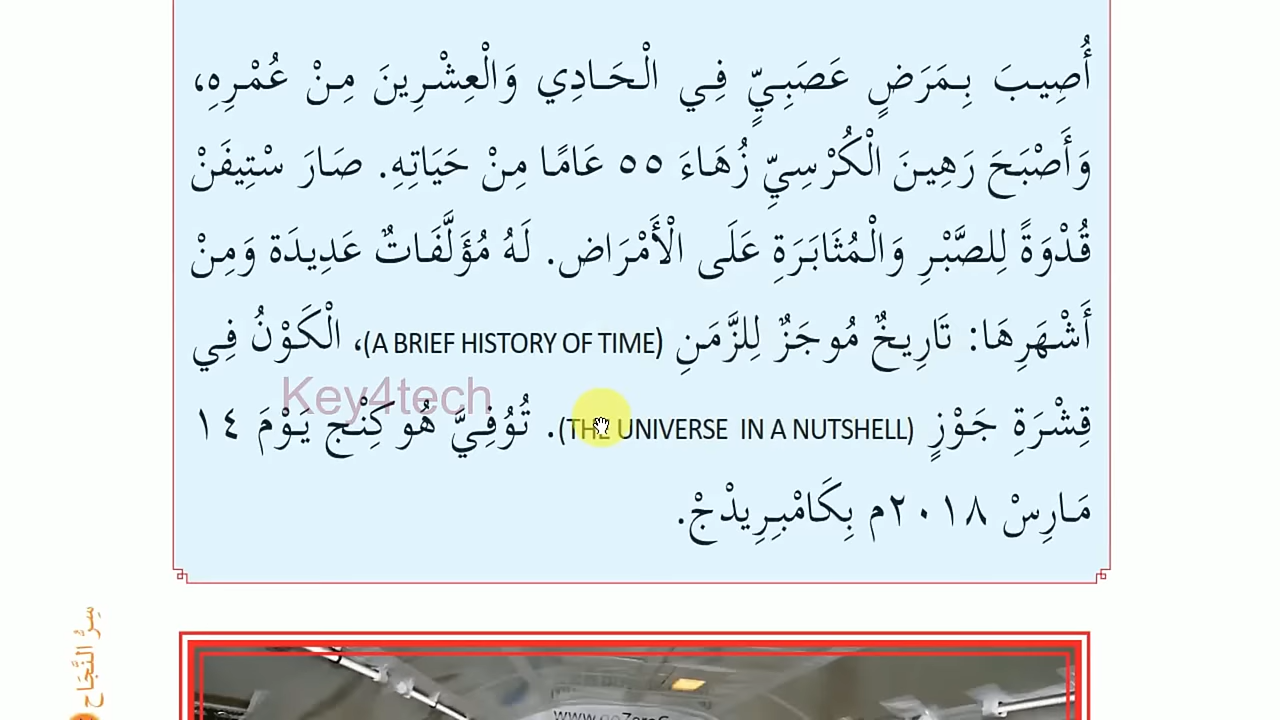 أُصِيبَ بِمَرَضٍ عَصَبِيٍّ فِي الْحَادِي وَالْعِشْرِينَ مِنْ عُمْرِهِ،
وَأَصْبَحَ رَهِينَ الْكُرْسِيِّ زُهَاءَ ٥٥ عَامًا مِنْ حَيَاتِهِ. صَارَ سْتِيفَنْ
قُدْوَةً لِلصَّبْرِ وَالْمُثَابَرَةِ عَلَى الْأَمْرَاض. لَهُ مُؤَلَّفَاتٌ عَدِيدَة وَمِنْ
أَشْهَرِهَا: تَارِيخٌ مُوجَزٌ لِلزَّمَنِ (A BRIEF HISTORY OF TIME)، الْكَوْنُ فِي
Key4tech
قِشْرَةِ جَوْزٍ (THE UNIVERSE IN A NUTSHELL). تُوُفِيَّ هُوكِنْج يَوْمَ ١٤
مَارِسْ ٢٠١٨م بِكَامْبِرِيدْجْ.
سِرُّ النَّجَاح